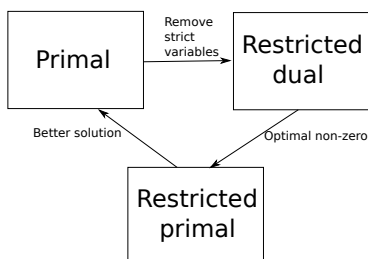 Primal
Remove
strict
variables
Restricted
dual
Better solution
Optimal non-zero
Restricted
primal